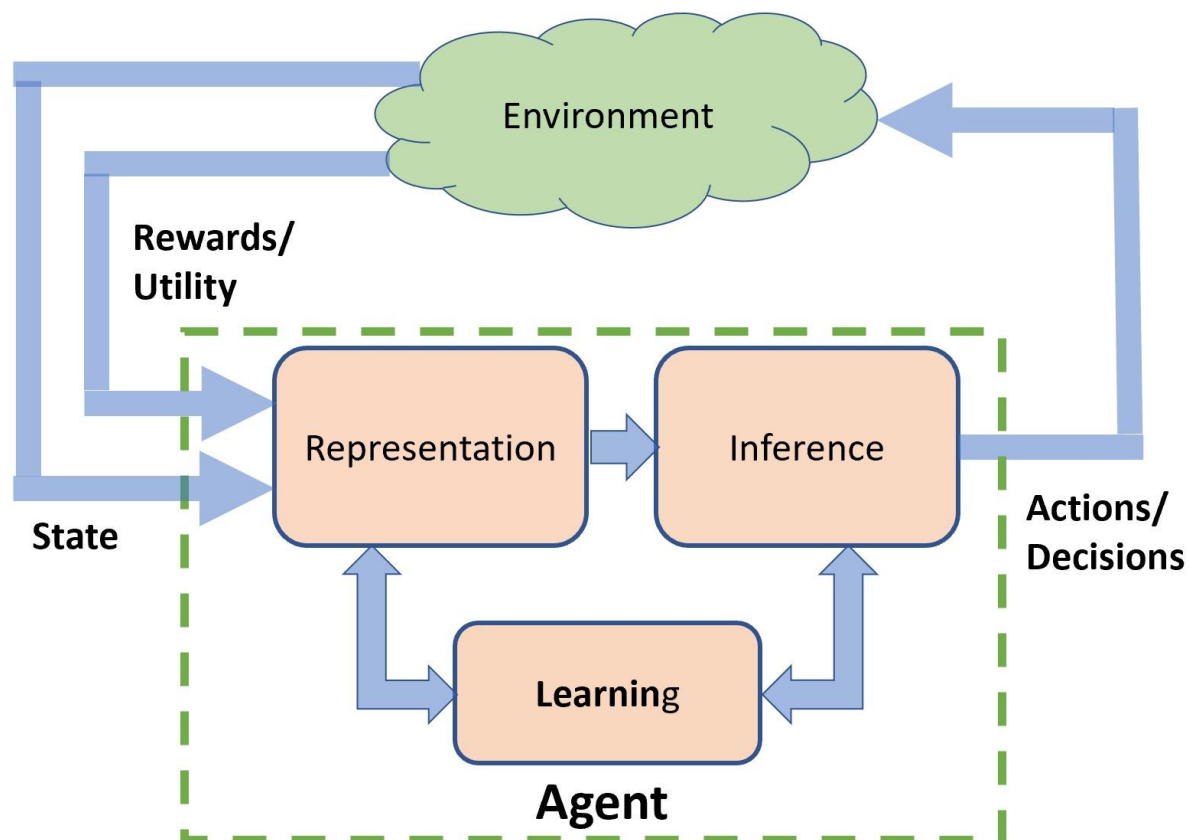 Environment
Rewards/
Utility
Representation
Inference
State
Actions/
Decisions
Learning
Agent